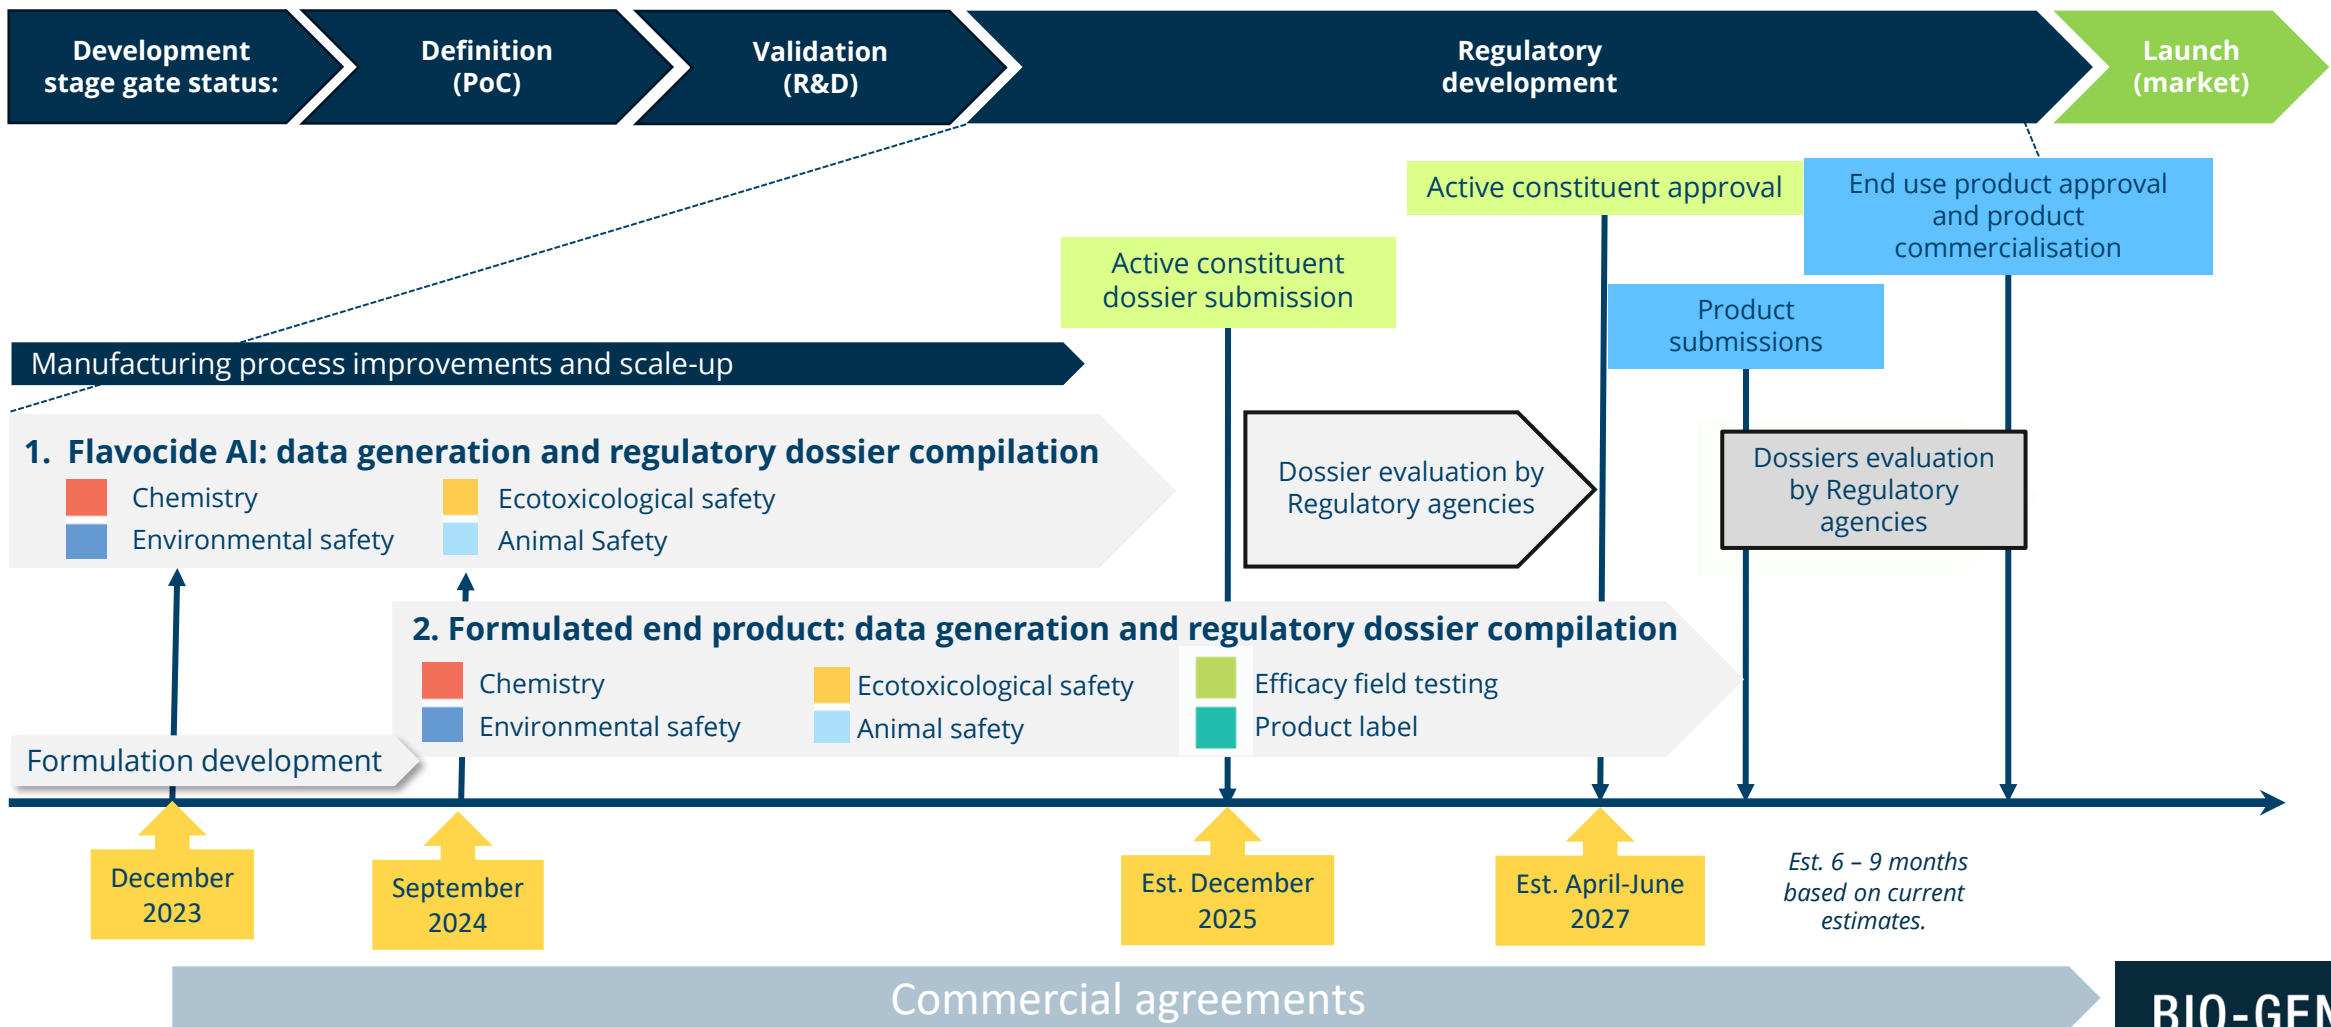 Development
stage gate status:
Definition
(PoC)
Validation
(R&D)
Regulatory
development
Launch
(market)
Active constituent approval
End use product approval
and product
commercialisation
Active constituent
dossier submission
Product
submissions
Manufacturing process improvements and scale-up
1. Flavocide AI: data generation and regulatory dossier compilation
Chemistry
Ecotoxicological safety
Environmental safety
Animal Safety
Dossier evaluation by
Regulatory agencies
Dossiers evaluation
by Regulatory
agencies
2. Formulated end product: data generation and regulatory dossier compilation
Chemistry
Ecotoxicological safety
Efficacy field testing
Environmental safety
Animal safety
Product label
Formulation development
December
2023
September
2024
Est. December
2025
Est. April-June
2027
Est. 6 – 9 months
based on current
estimates.
Commercial agreements
BIO-GEN